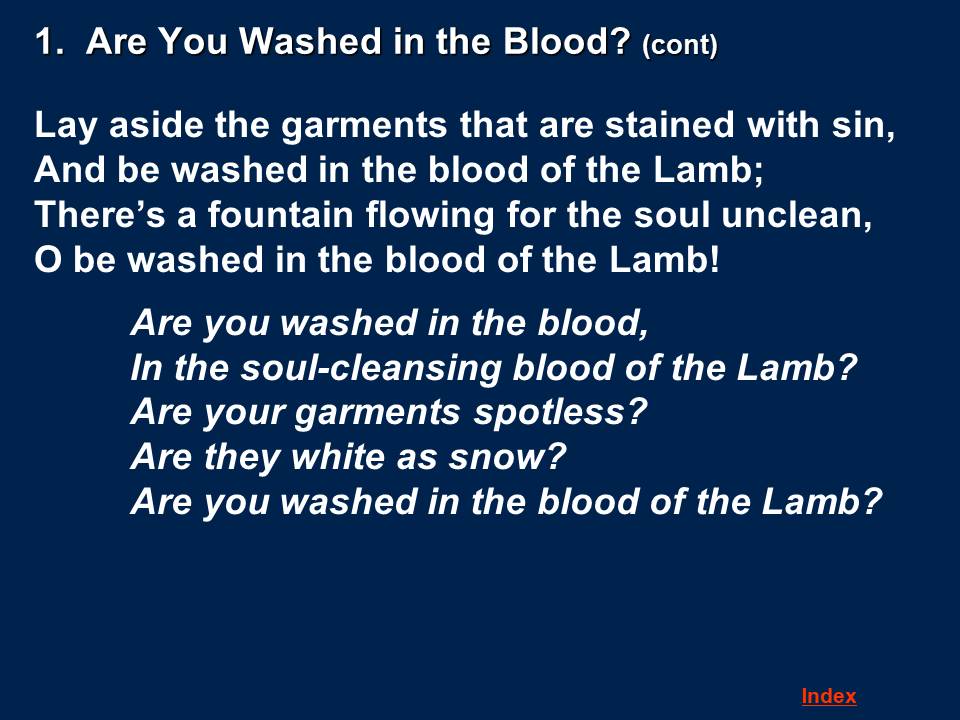 1. Are You Washed in the Blood? (cont)
Lay aside the garments that are stained with sin,
And be washed in the blood of the Lamb;
There’s a fountain flowing for the soul unclean,
O be washed in the blood of the Lamb!
Are you washed in the blood,
In the soul-cleansing blood of the Lamb?
Are your garments spotless?
Are they white as snow?
Are you washed in the blood of the Lamb?
Index